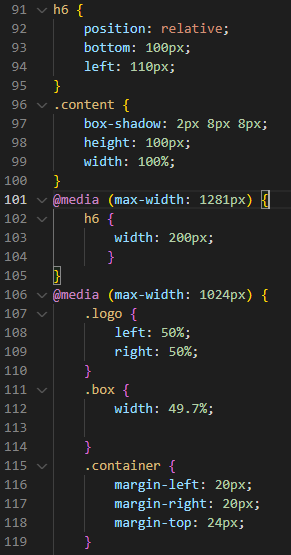 91 h6 {
92 position: relative;
93 bottom: 100px;
94 left: 110px;
95 }
96 .content {
97 box-shadow: 2px 8px 8px;
98 height: 100px;
99 width: 100%;
100 }
101 @media (max-width: 1281px) {
102 h6 {
103 width: 200px;
104 }
105 }
106 @media (max-width: 1024px) {
107 .logo {
108 left: 50%;
109 right: 50%;
110 }
111 .box {
112 width: 49.7%;
113
114 }
115 .container {
116 margin-left: 20px;
117 margin-right: 20px;
118 margin-top: 24px;
119 }